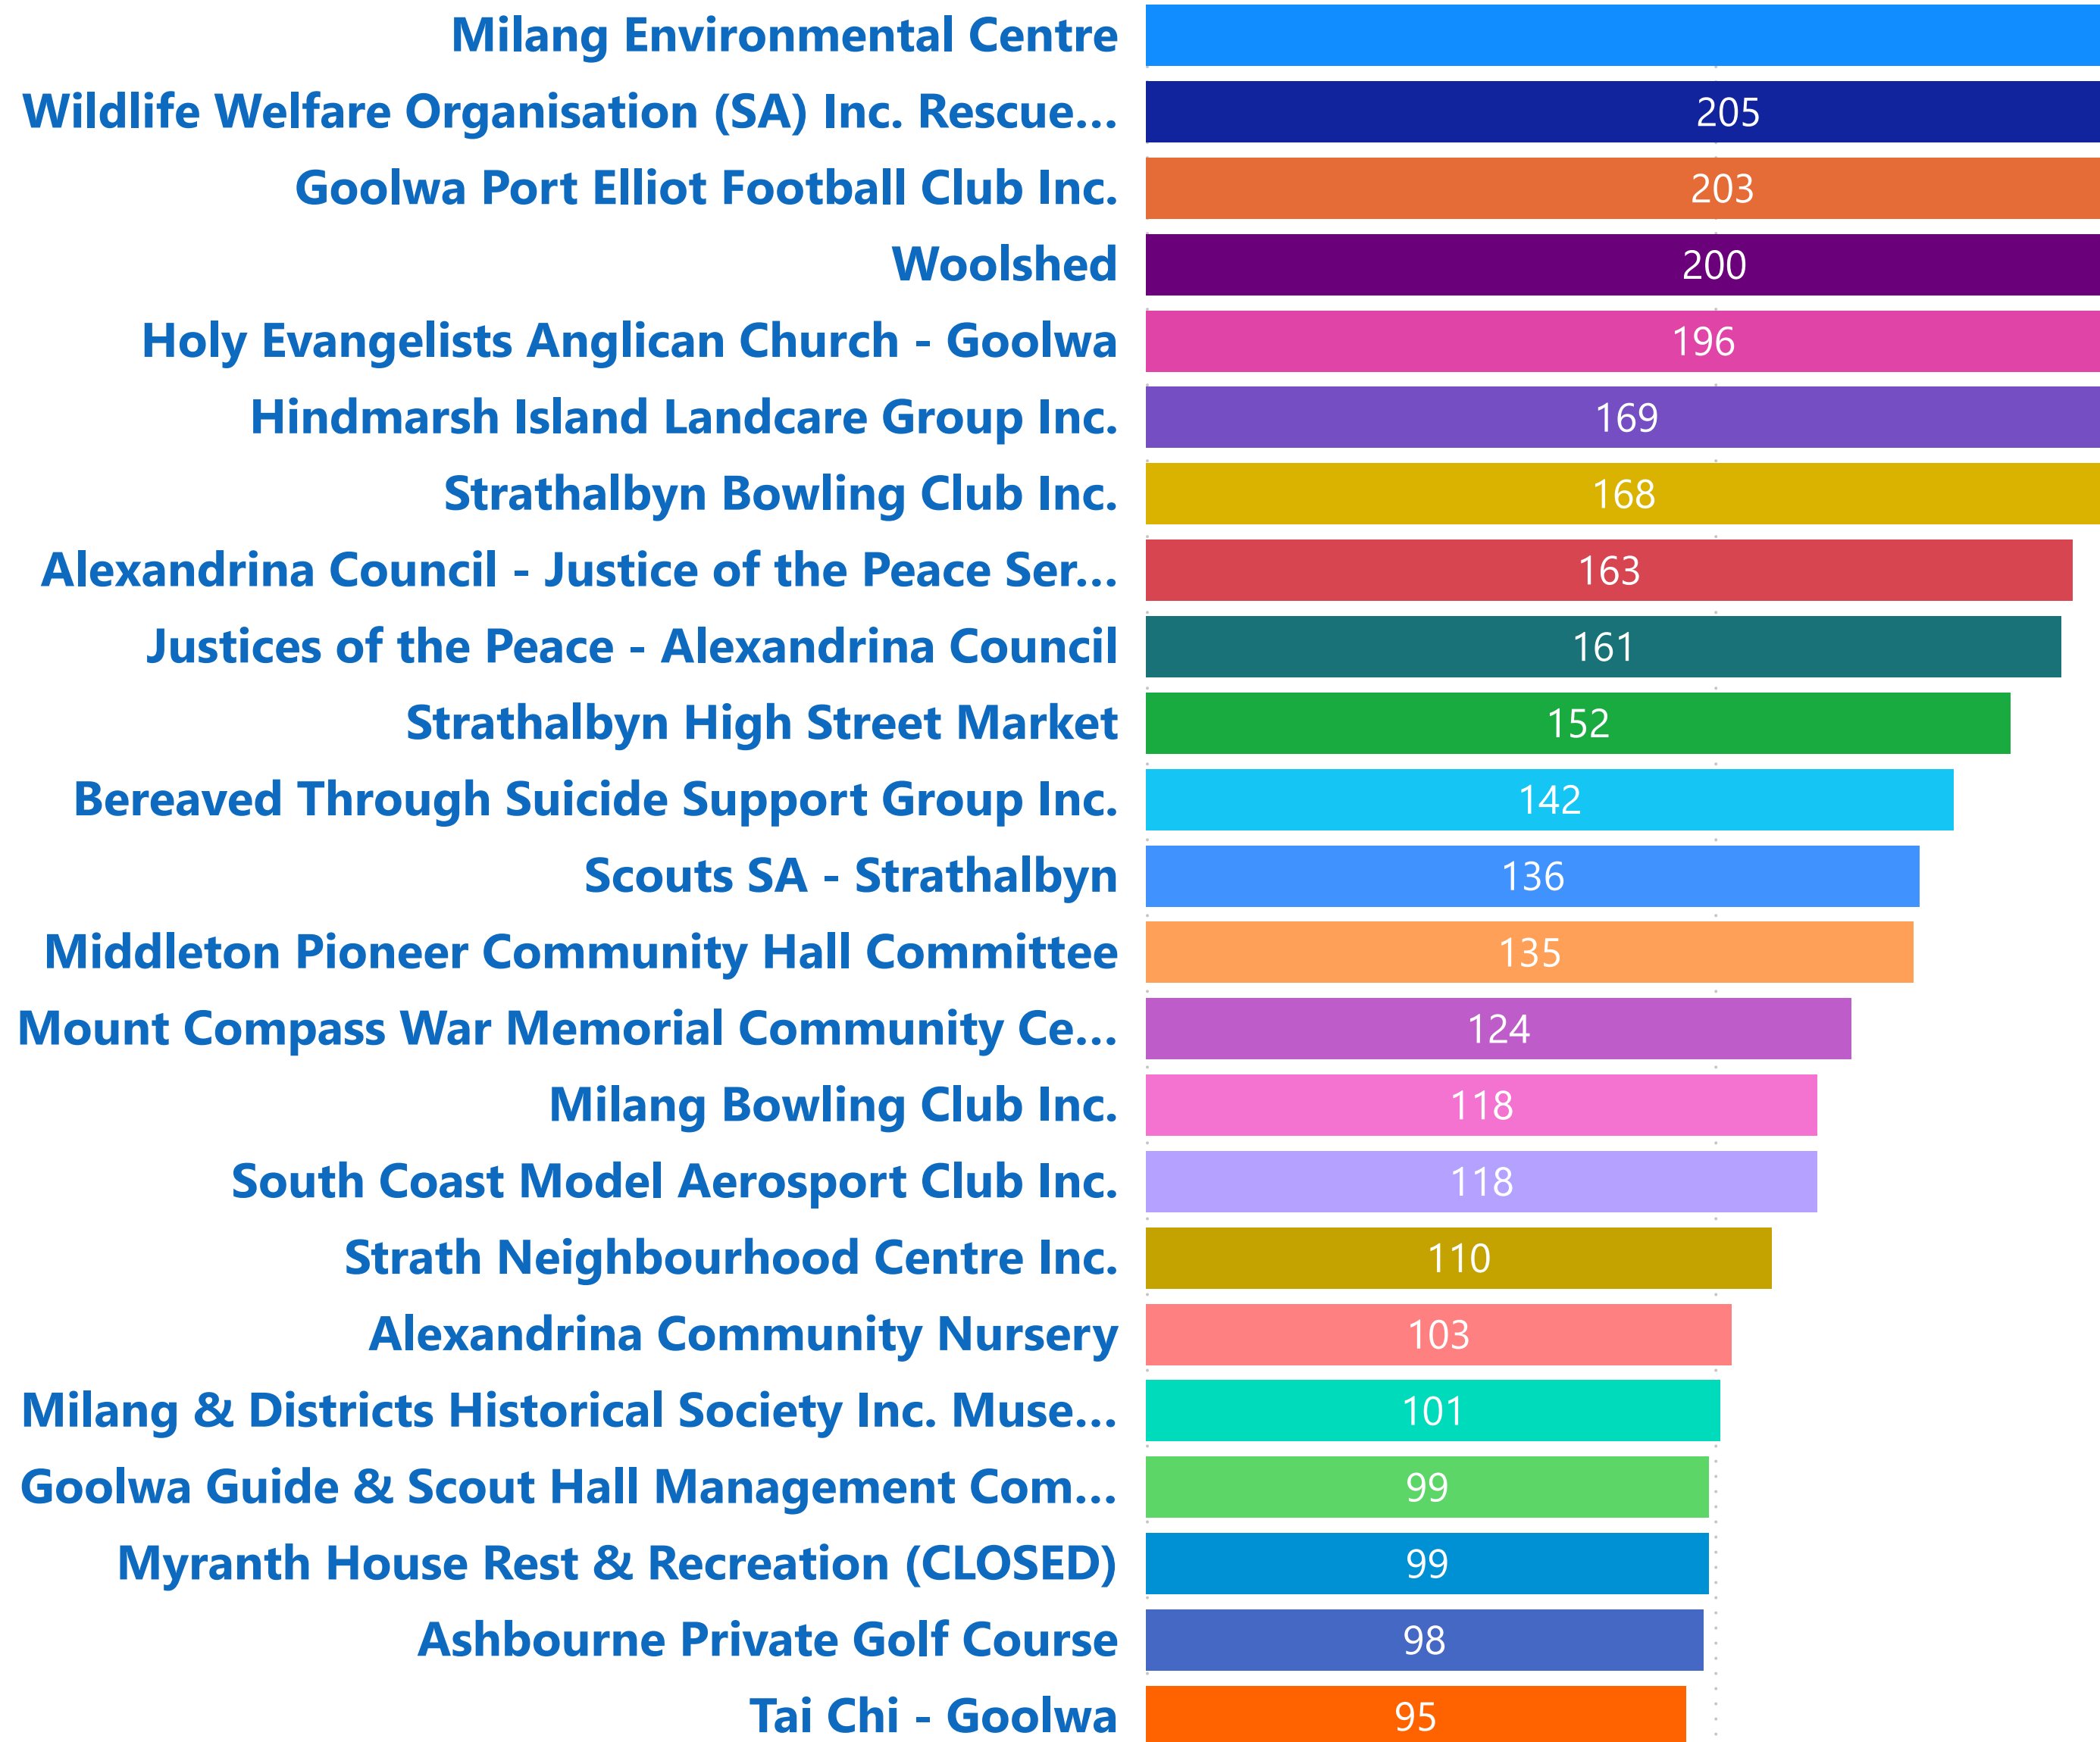 Milang Environmental Centre
Wildlife Welfare Organisation (SA) Inc. Rescue... 205
Goolwa Port Elliot Football Club Inc. 203
Woolshed 200
Holy Evangelists Anglican Church - Goolwa 196
Hindmarsh Island Landcare Group Inc. 169
Strathalbyn Bowling Club Inc. 168
Alexandrina Council - Justice of the Peace Ser... 163
Justices of the Peace - Alexandrina Council 161
Strathalbyn High Street Market 152
Bereaved Through Suicide Support Group Inc. 142
Scouts SA - Strathalbyn 136
Middleton Pioneer Community Hall Committee 135
Mount Compass War Memorial Community Ce... 124
Milang Bowling Club Inc. 118
South Coast Model Aerosport Club Inc. 118
Strath Neighbourhood Centre Inc. 110
Alexandrina Community Nursery 103
Milang & Districts Historical Society Inc. Muse... 101
Goolwa Guide & Scout Hall Management Com... 99
Myranth House Rest & Recreation (CLOSED) 99
Ashbourne Private Golf Course 98
Tai Chi - Goolwa 95